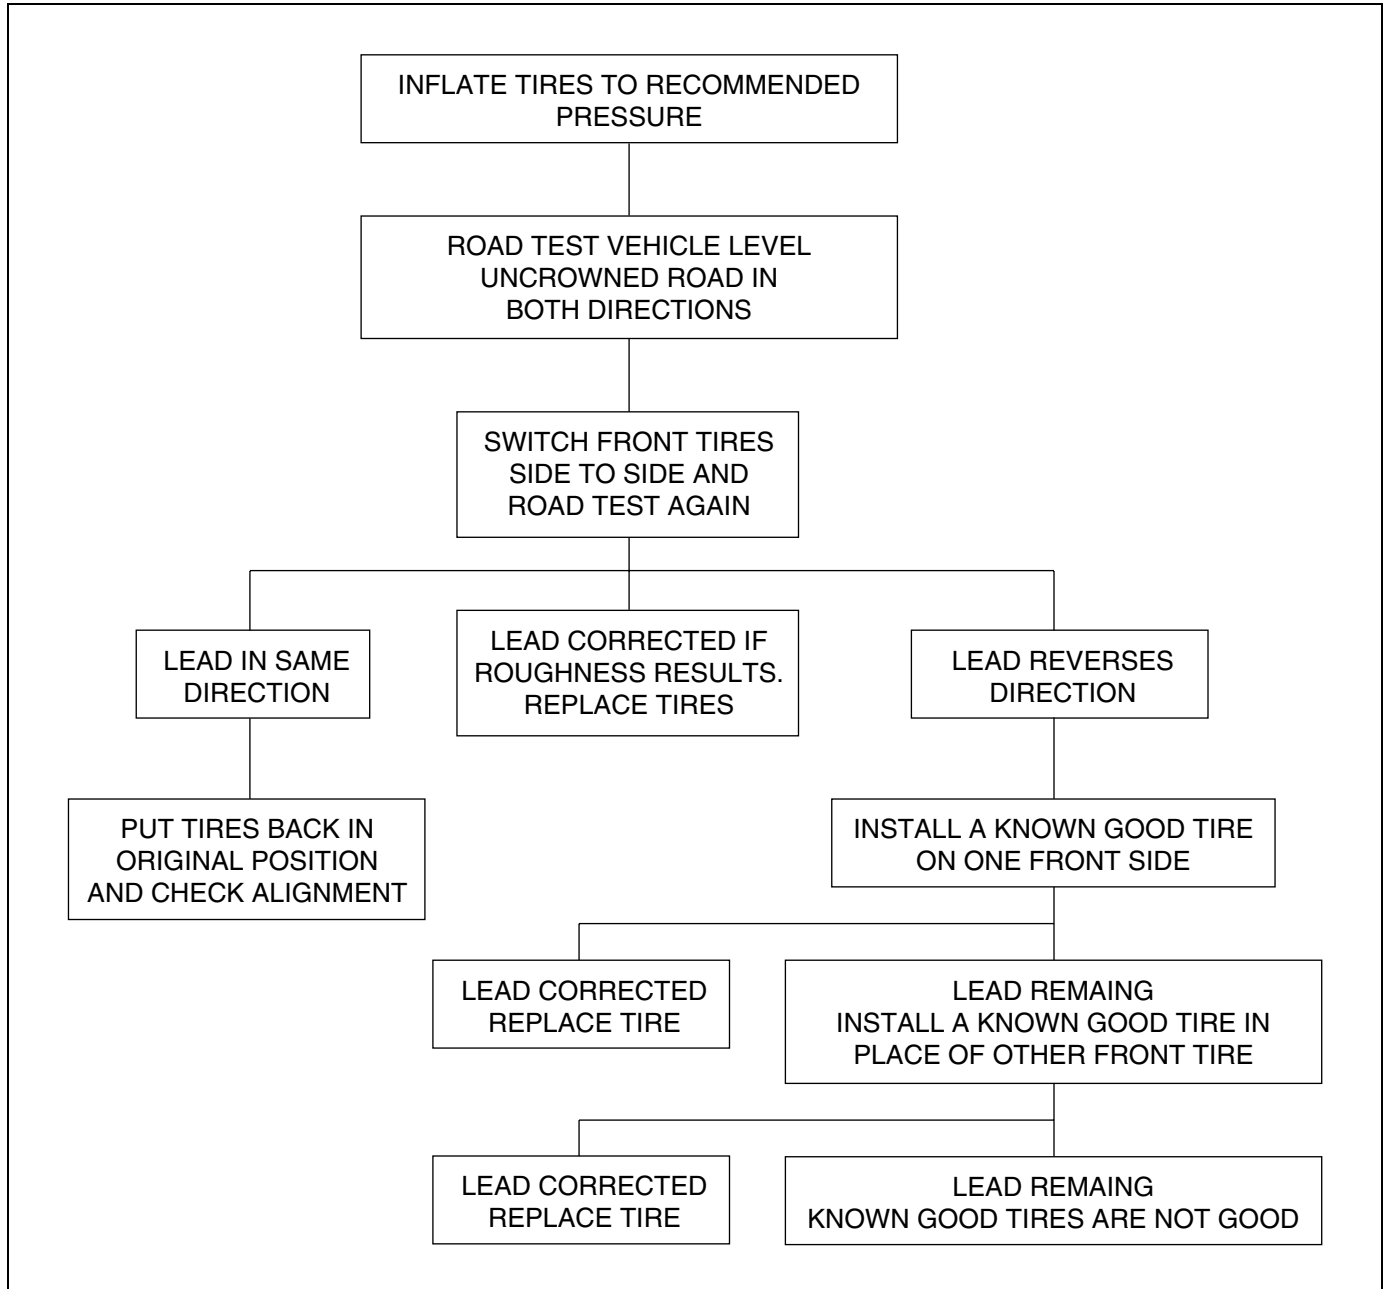 INFLATE TIRES TO RECOMMENDED
PRESSURE
ROAD TEST VEHICLE LEVEL
UNCROWNED ROAD IN
BOTH DIRECTIONS
SWITCH FRONT TIRES
SIDE TO SIDE AND
ROAD TEST AGAIN
LEAD IN SAME
DIRECTION
LEAD CORRECTED IF
ROUGHNESS RESULTS.
REPLACE TIRES
LEAD REVERSES
DIRECTION
PUT TIRES BACK IN
ORIGINAL POSITION
AND CHECK ALIGNMENT
INSTALL A KNOWN GOOD TIRE
ON ONE FRONT SIDE
LEAD CORRECTED
REPLACE TIRE
LEAD REMAING
INSTALL A KNOWN GOOD TIRE IN
PLACE OF OTHER FRONT TIRE
LEAD CORRECTED
REPLACE TIRE
LEAD REMAING
KNOWN GOOD TIRES ARE NOT GOOD